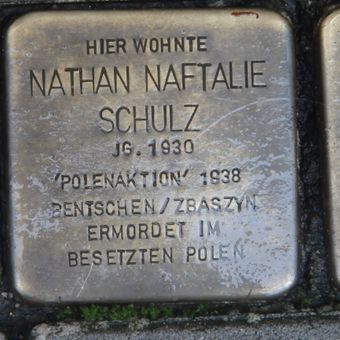 HIER WOHNTE
NATHAN NAFTALIE
SCHULZ
JG. 1930
'POLENAKTION' 1938
BENTSCHEN/ZBASZYN
ERMORDET IM
BESETZTEN POLEN